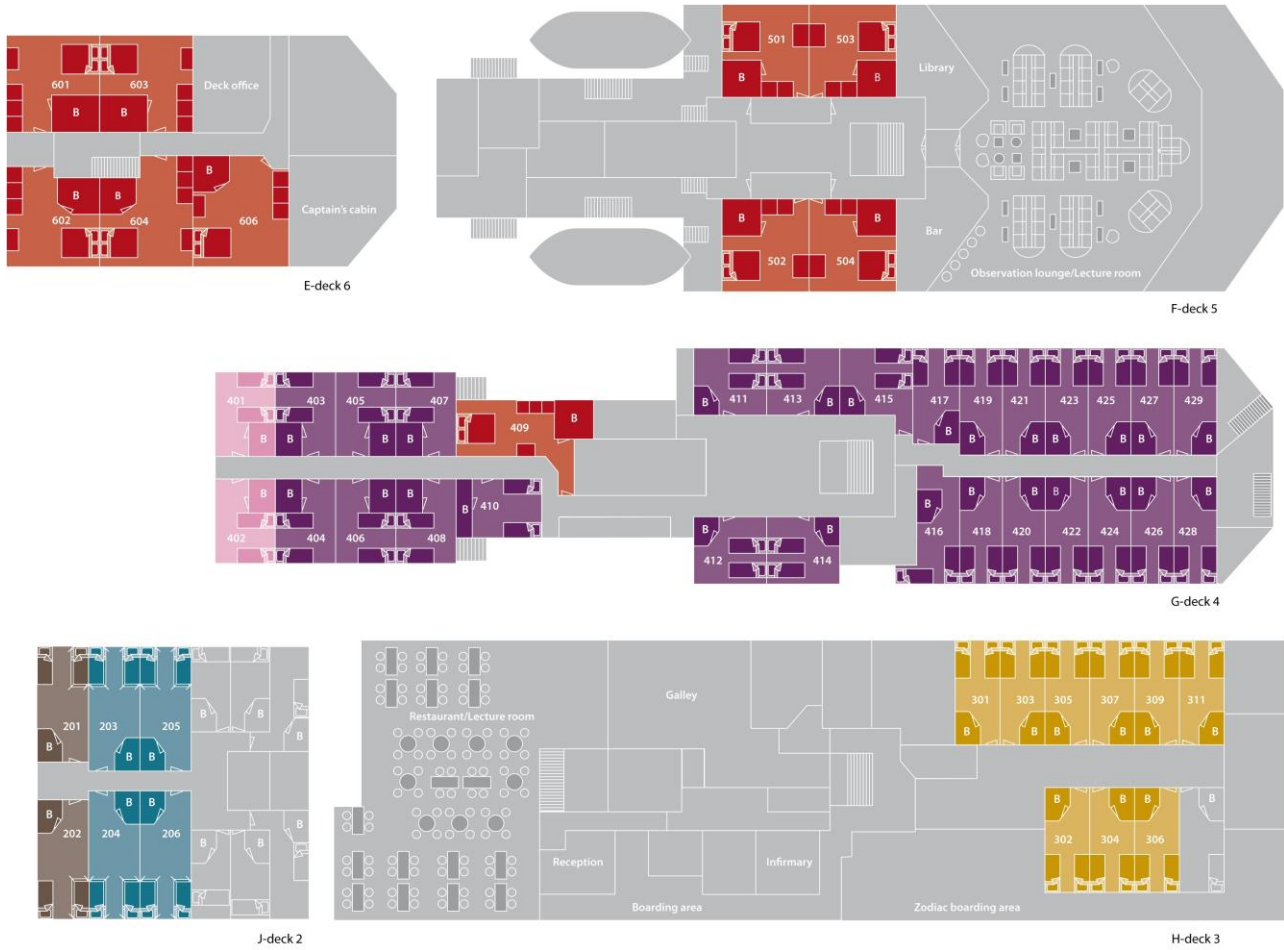 601 603 Deck office
B B
B B B
602 604 606 Captain's cabin
E-deck 6
501 503 Library
B B
B B
502 504 Bar
Observation lounge/Lecture room
F-deck 5
401 403 405 407
B B B B
409 B
411 413 415 417 419 421 423 425 427 429
B B B B B B B B B B
B B B B
402 404 406 408
B 410
B B
412 414
B B B B B B B B
416 418 420 422 424 426 428
G-deck 4
201 203 205
B B B B B
B B B B B
202 204 206
B B B
J-deck 2
Restaurant/Lecture room
Galley
Reception
Infirmary
Boarding area
Zodiac boarding area
301 303 305 307 309 311
B B B B B B
B B B B
302 304 306
H-deck 3